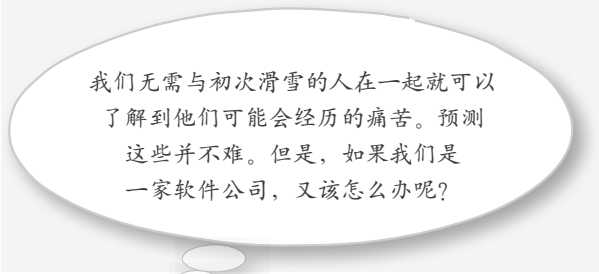 我们无需与初次滑雪的人在一起就可以
了解到他们可能会经历的痛苦。预测
这些并不难。但是，如果我们是
一家软件公司，又该怎么办呢？